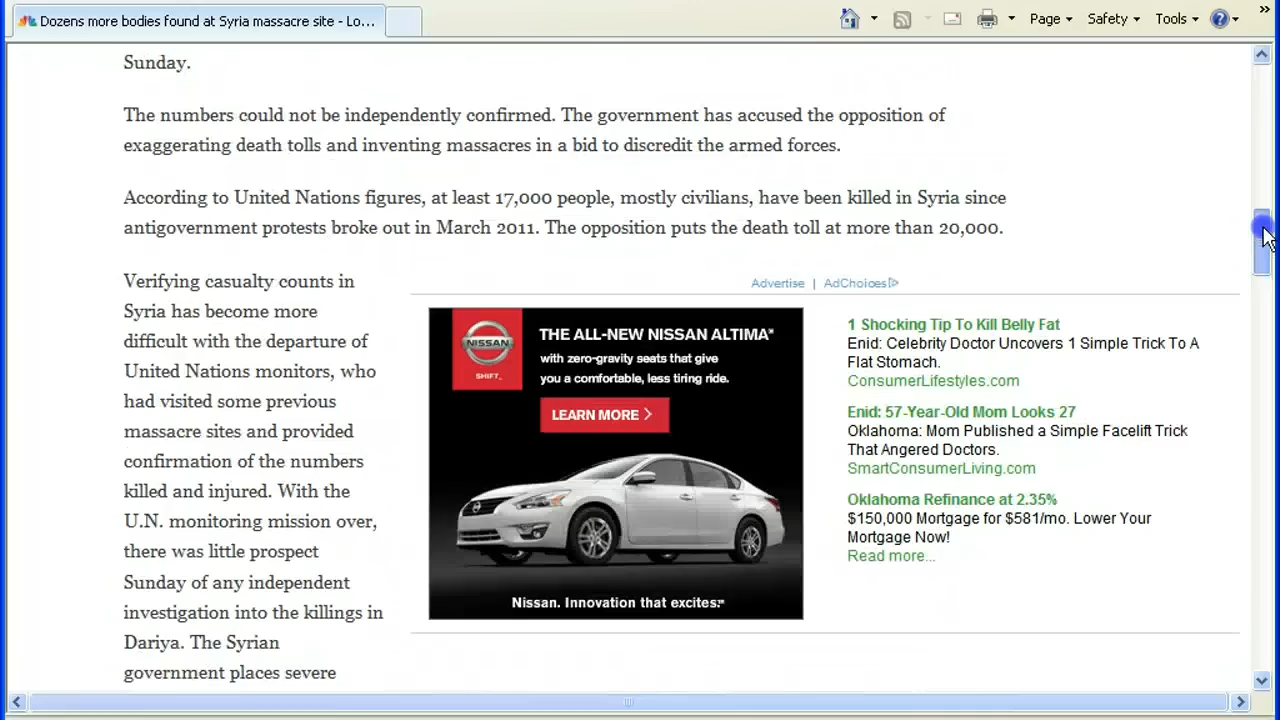 Dozens more bodies found at Syria massacre site - Lo...
Page
Safety
Tools
Sunday.
The numbers could not be independently confirmed. The government has accused the opposition of
exaggerating death tolls and inventing massacres in a bid to discredit the armed forces.
According to United Nations figures, at least 17,000 people, mostly civilians, have been killed in Syria since
antigovernment protests broke out in March 2011. The opposition puts the death toll at more than 20,000.
Verifying casualty counts in
Syria has become more
difficult with the departure of
United Nations monitors, who
had visited some previous
massacre sites and provided
confirmation of the numbers
killed and injured. With the
U.N. monitoring mission over,
there was little prospect
Sunday of any independent
investigation into the killings in
Dariya. The Syrian
government places severe
Advertise | AdChoices
NISSAN
SHIFT_
THE ALL-NEW NISSAN ALTIMA*
with zero-gravity seats that give
you a comfortable, less tiring ride.
LEARN MORE >
Nissan. Innovation that excites.™
1 Shocking Tip To Kill Belly Fat
Enid: Celebrity Doctor Uncovers 1 Simple Trick To A
Flat Stomach.
ConsumerLifestyles.com
Enid: 57-Year-Old Mom Looks 27
Oklahoma: Mom Published a Simple Facelift Trick
That Angered Doctors.
SmartConsumerLiving.com
Oklahoma Refinance at 2.35%
$150,000 Mortgage for $581/mo. Lower Your
Mortgage Now!
Read more...